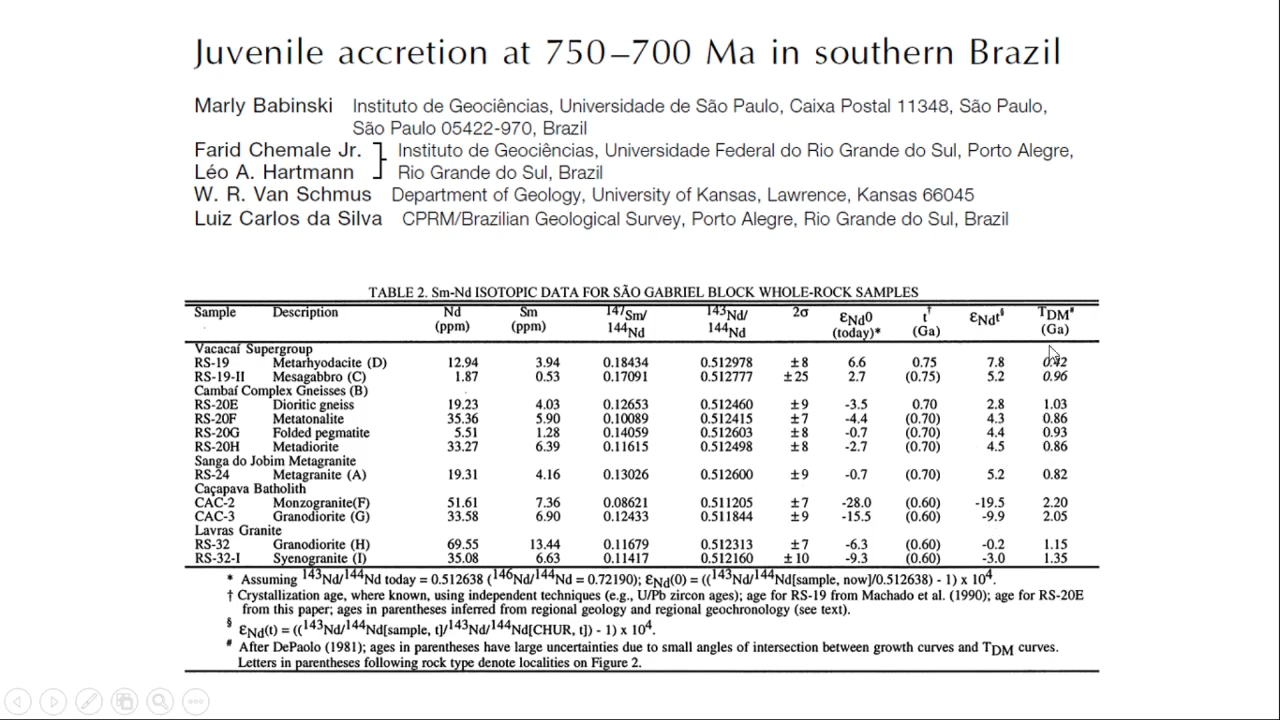 Juvenile accretion at 750–700 Ma in southern Brazil
Marly Babinski Instituto de Geociências, Universidade de São Paulo, Caixa Postal 11348, São Paulo,
São Paulo 05422-970, Brazil
Farid Chemale Jr. Instituto de Geociências, Universidade Federal do Rio Grande do Sul, Porto Alegre,
Léo A. Hartmann Rio Grande do Sul, Brazil
W. R. Van Schmus Department of Geology, University of Kansas, Lawrence, Kansas 66045
Luiz Carlos da Silva CPRM/Brazilian Geological Survey, Porto Alegre, Rio Grande do Sul, Brazil
TABLE 2. Sm-Nd ISOTOPIC DATA FOR SÃO GABRIEL BLOCK WHOLE-ROCK SAMPLES
Sample Description Nd (ppm) Sm (ppm) 147Sm/144Nd 143Nd/144Nd 2σ εNd0 (today)* t† (Ga) εNdt§ TDM# (Ga)
Vacacaí Supergroup
RS-19 Metarhyodacite (D) 12.94 3.94 0.18434 0.512978 ±8 6.6 0.75 7.8
RS-19-II Mesagabbro (C) 1.87 0.53 0.17091 0.512777 ±25 2.7 (0.75) 5.2 0.96
Cambaí Complex Gneisses (B)
RS-20E Dioritic gneiss 19.23 4.03 0.12653 0.512460 ±9 -3.5 0.70 2.8 1.03
RS-20F Metatonalite 35.36 5.90 0.10089 0.512415 ±7 -4.4 (0.70) 4.3 0.86
RS-20G Folded pegmatite 5.51 1.28 0.14059 0.512603 ±8 -0.7 (0.70) 4.4 0.93
RS-20H Metadiorite 33.27 6.39 0.11615 0.512498 ±8 -2.7 (0.70) 4.5 0.86
Sanga do Jobim Metagranite
RS-24 Metagranite (A) 19.31 4.16 0.13026 0.512600 ±9 -0.7 (0.70) 5.2 0.82
Caçapava Batholith
CAC-2 Monzogranite(F) 51.61 7.36 0.08621 0.511205 ±7 -28.0 (0.60) -19.5 2.20
CAC-3 Granodiorite (G) 33.58 6.90 0.12433 0.511844 ±9 -15.5 (0.60) -9.9 2.05
Lavras Granite
RS-32 Granodiorite (H) 69.55 13.44 0.11679 0.512313 ±7 -6.3 (0.60) -0.2 1.15
RS-32-I Syenogranite (I) 35.08 6.63 0.11417 0.512160 ±10 -9.3 (0.60) -3.0 1.35
* Assuming 143Nd/144Nd today = 0.512638 (146Nd/144Nd = 0.72190); εNd(0) = ((143Nd/144Nd[sample, now]/0.512638) - 1) x 10⁴.
† Crystallization age, where known, using independent techniques (e.g., U/Pb zircon ages); age for RS-19 from Machado et al. (1990); age for RS-20E
from this paper; ages in parentheses inferred from regional geology and regional geochronology (see text).
§ εNd(t) = ((143Nd/144Nd[sample, t]/143Nd/144Nd[CHUR, t]) - 1) x 10⁴.
# After DePaolo (1981); ages in parentheses have large uncertainties due to small angles of intersection between growth curves and TDM curves.
Letters in parentheses following rock type denote localities on Figure 2.